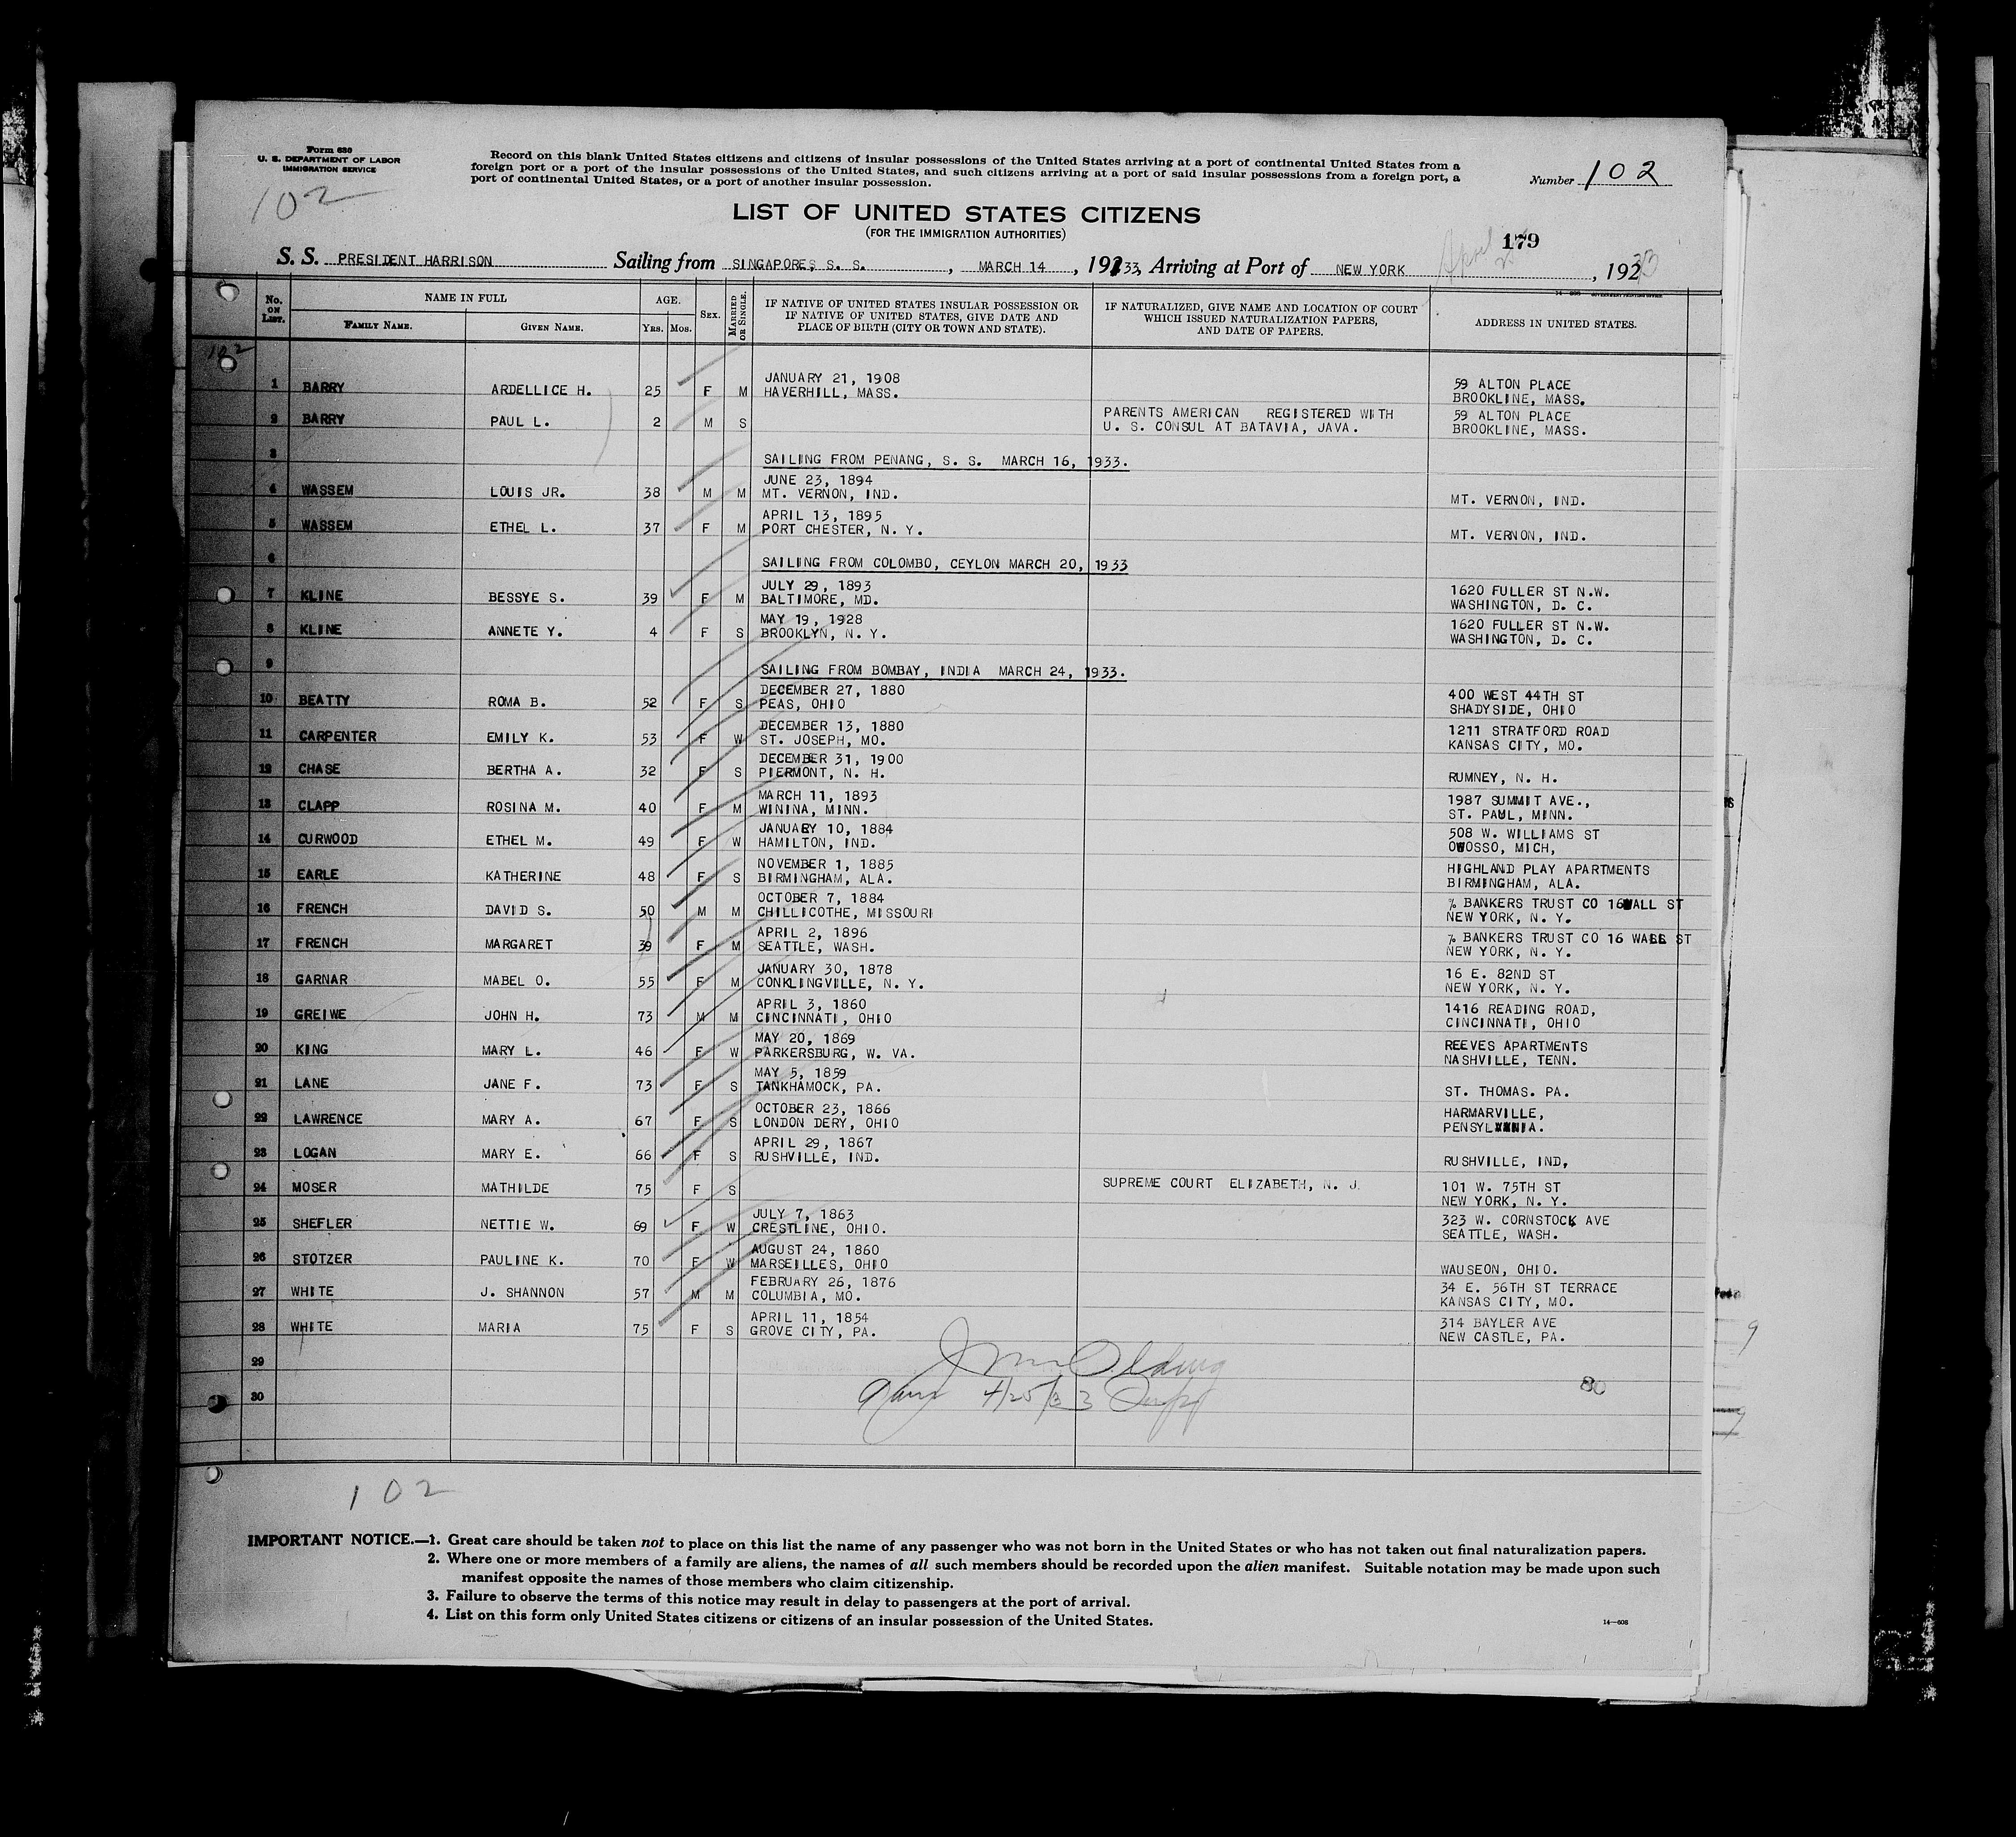 Form 630
U. S. DEPARTMENT OF LABOR
IMMIGRATION SERVICE
102
Record on this blank United States citizens and citizens of insular possessions of the United States arriving at a port of continental United States from a
foreign port or a port of the insular possessions of the United States, and such citizens arriving at a port of said insular possessions from a foreign port, a
port of continental United States, or a port of another insular possession.
Number 102
LIST OF UNITED STATES CITIZENS
(FOR THE IMMIGRATION AUTHORITIES)
179
S. S. PRESIDENT HARRISON Sailing from SINGAPORE, S. S. , MARCH 14 , 1933, Arriving at Port of NEW YORK April , 1933
No. ON LIST. NAME IN FULL FAMILY NAME. GIVEN NAME. AGE. YRS. MOS. SEX. MARRIED OR SINGLE. IF NATIVE OF UNITED STATES INSULAR POSSESSION OR IF NATIVE OF UNITED STATES, GIVE DATE AND PLACE OF BIRTH (CITY OR TOWN AND STATE). IF NATURALIZED, GIVE NAME AND LOCATION OF COURT WHICH ISSUED NATURALIZATION PAPERS, AND DATE OF PAPERS. ADDRESS IN UNITED STATES.
102
1 BARRY ARDELLICE H. 25 F M JANUARY 21, 1908 HAVERHILL, MASS. 59 ALTON PLACE BROOKLINE, MASS.
2 BARRY PAUL L. 2 M S PARENTS AMERICAN REGISTERED WITH U. S. CONSUL AT BATAVIA, JAVA. 59 ALTON PLACE BROOKLINE, MASS.
3 SAILING FROM PENANG, S. S. MARCH 16, 1933.
4 WASSEM LOUIS JR. 38 M M JUNE 23, 1894 MT. VERNON, IND. MT. VERNON, IND.
5 WASSEM ETHEL L. 37 F M APRIL 13, 1895 PORT CHESTER, N. Y. MT. VERNON, IND.
6 SAILING FROM COLOMBO, CEYLON MARCH 20, 1933
7 KLINE BESSYE S. 39 F M JULY 29, 1893 BALTIMORE, MD. 1620 FULLER ST N.W. WASHINGTON, D. C.
8 KLINE ANNETE Y. 4 F S MAY 19, 1928 BROOKLYN, N. Y. 1620 FULLER ST N.W. WASHINGTON, D. C.
9 SAILING FROM BOMBAY, INDIA MARCH 24, 1933.
10 BEATTY ROMA B. 52 F S DECEMBER 27, 1880 PEAS, OHIO 400 WEST 44TH ST SHADYSIDE, OHIO
11 CARPENTER EMILY K. 53 F W DECEMBER 13, 1880 ST. JOSEPH, MO. 1211 STRATFORD ROAD KANSAS CITY, MO.
12 CHASE BERTHA A. 32 F S DECEMBER 31, 1900 PIERMONT, N. H. RUMNEY, N. H.
13 CLAPP ROSINA M. 40 F M MARCH 11, 1893 WININA, MINN. 1987 SUMMIT AVE., ST. PAUL, MINN.
14 CURWOOD ETHEL M. 49 F W JANUARY 10, 1884 HAMILTON, IND. 508 W. WILLIAMS ST OWOSSO, MICH,
15 EARLE KATHERINE 48 F S NOVEMBER 1, 1885 BIRMINGHAM, ALA. HIGHLAND PLAY APARTMENTS BIRMINGHAM, ALA.
16 FRENCH DAVID S. 50 M M OCTOBER 7, 1884 CHILLICOTHE, MISSOURI % BANKERS TRUST CO 16WALL ST NEW YORK, N. Y.
17 FRENCH MARGARET 39 F M APRIL 2, 1896 SEATTLE, WASH. % BANKERS TRUST CO 16 WALL ST NEW YORK, N. Y.
18 GARNAR MABEL O. 55 F M JANUARY 30, 1878 CONKLINGVILLE, N. Y. 16 E. 82ND ST NEW YORK, N. Y.
19 GREIWE JOHN H. 73 M M APRIL 3, 1860 CINCINNATI, OHIO 1416 READING ROAD, CINCINNATI, OHIO
20 KING MARY L. 46 F W MAY 20, 1869 PARKERSBURG, W. VA. REEVES APARTMENTS NASHVILLE, TENN.
21 LANE JANE F. 73 F S MAY 5, 1859 TANKHAMOCK, PA. ST. THOMAS. PA.
22 LAWRENCE MARY A. 67 F S OCTOBER 23, 1866 LONDON DERY, OHIO HARMARVILLE,
23 LOGAN MARY E. 66 F S APRIL 29, 1867 RUSHVILLE, IND. RUSHVILLE, IND,
24 MOSER MATHILDE 75 F S SUPREME COURT ELIZABETH, N. J. 101 W. 75TH ST NEW YORK, N. Y.
25 SHEFLER NETTIE W. 69 F W JULY 7, 1863 CRESTLINE, OHIO. 323 W. CORNSTOCK AVE SEATTLE, WASH.
26 STOTZER PAULINE K. 70 F W AUGUST 24, 1860 MARSEILLES, OHIO WAUSEON, OHIO.
27 WHITE J. SHANNON 57 M M FEBRUARY 26, 1876 COLUMBIA, MO. 34 E. 56TH ST TERRACE KANSAS CITY, MO.
28 WHITE MARIA 75 F S APRIL 11, 1854 GROVE CITY, PA. 314 BAYLER AVE NEW CASTLE, PA.
29
30 4/25/33 80
102
IMPORTANT NOTICE.—1. Great care should be taken not to place on this list the name of any passenger who was not born in the United States or who has not taken out final naturalization papers.
2. Where one or more members of a family are aliens, the names of all such members should be recorded upon the alien manifest. Suitable notation may be made upon such
manifest opposite the names of those members who claim citizenship.
3. Failure to observe the terms of this notice may result in delay to passengers at the port of arrival.
4. List on this form only United States citizens or citizens of an insular possession of the United States.
14—608